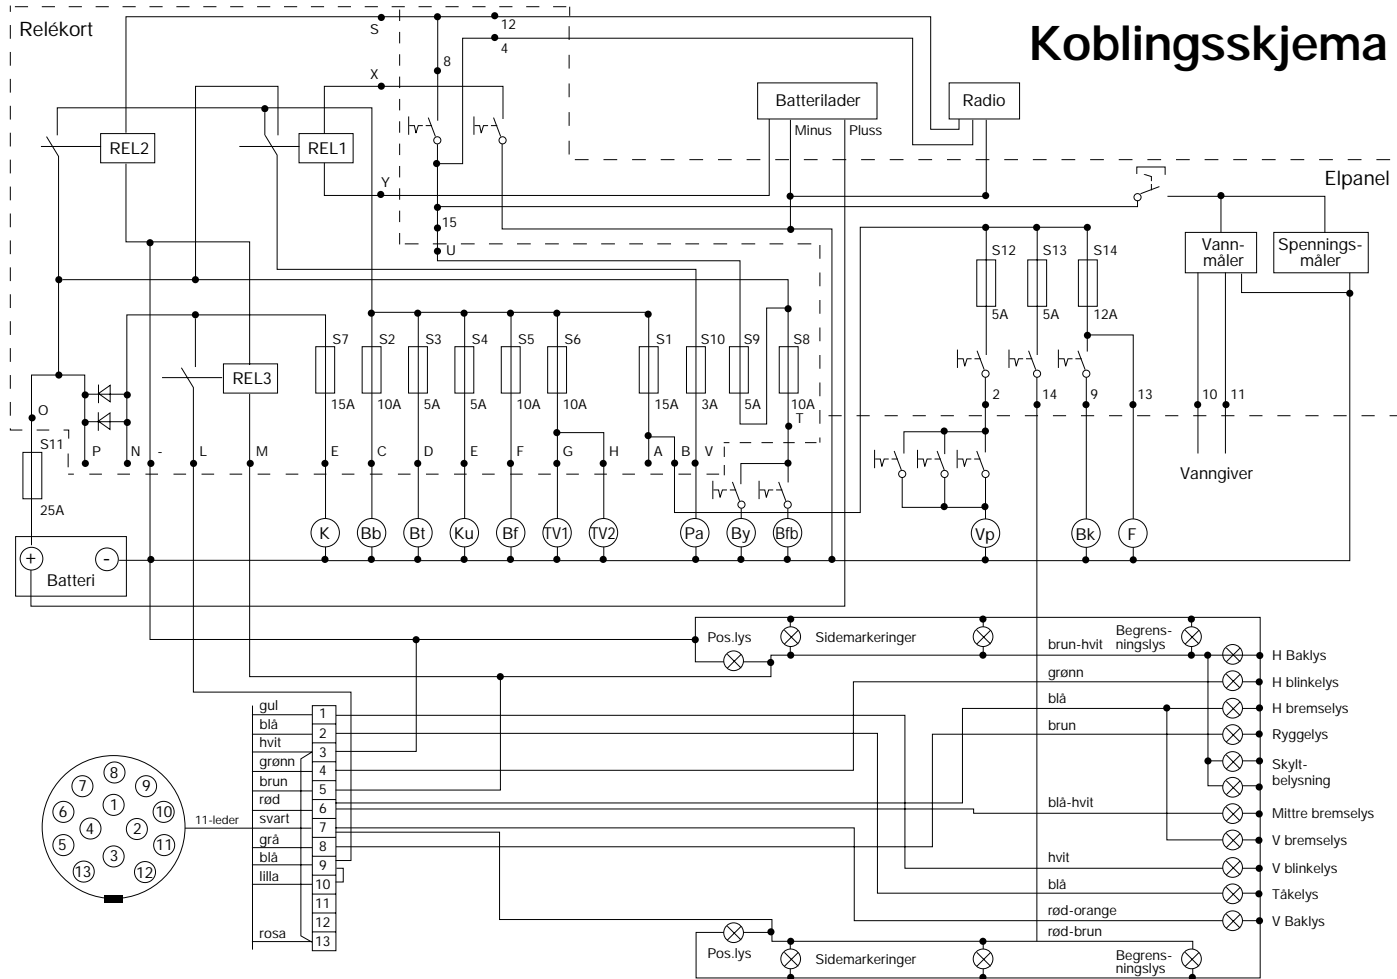 Relékort
Koblingsskjema
S
12
4
8
X
Batterilader
Radio
Minus
Pluss
REL2
REL1
Y
Elpanel
15
U
Vann-
måler
Spennings-
måler
S12
S13
S14
5A
5A
12A
S7
S2
S3
S4
S5
S6
S1
S10
S9
S8
REL3
15A
10A
5A
5A
10A
10A
15A
3A
5A
10A
2
14
9
13
10
11
O
T
S11
P
N
-
L
M
E
C
D
E
F
G
H
A
B
V
Vanngiver
25A
K
Bb
Bt
Ku
Bf
TV1
TV2
Pa
By
Bfb
Vp
Bk
F
+
-
Batteri
Pos.lys
Sidemarkeringer
Begrens-
ningslys
brun-hvit
H Baklys
grønn
H blinkelys
blå
H bremselys
brun
Ryggelys
Skylt-
belysning
blå-hvit
Mittre bremselys
V bremselys
hvit
V blinkelys
blå
Tåkelys
rød-orange
V Baklys
rød-brun
gul
1
blå
2
hvit
3
grønn
4
brun
5
rød
6
svart
7
grå
8
blå
9
lilla
10
11
12
rosa
13
11-leder
8
7
9
1
6
10
4
2
5
11
3
13
12
Pos.lys
Sidemarkeringer
Begrens-
ningslys